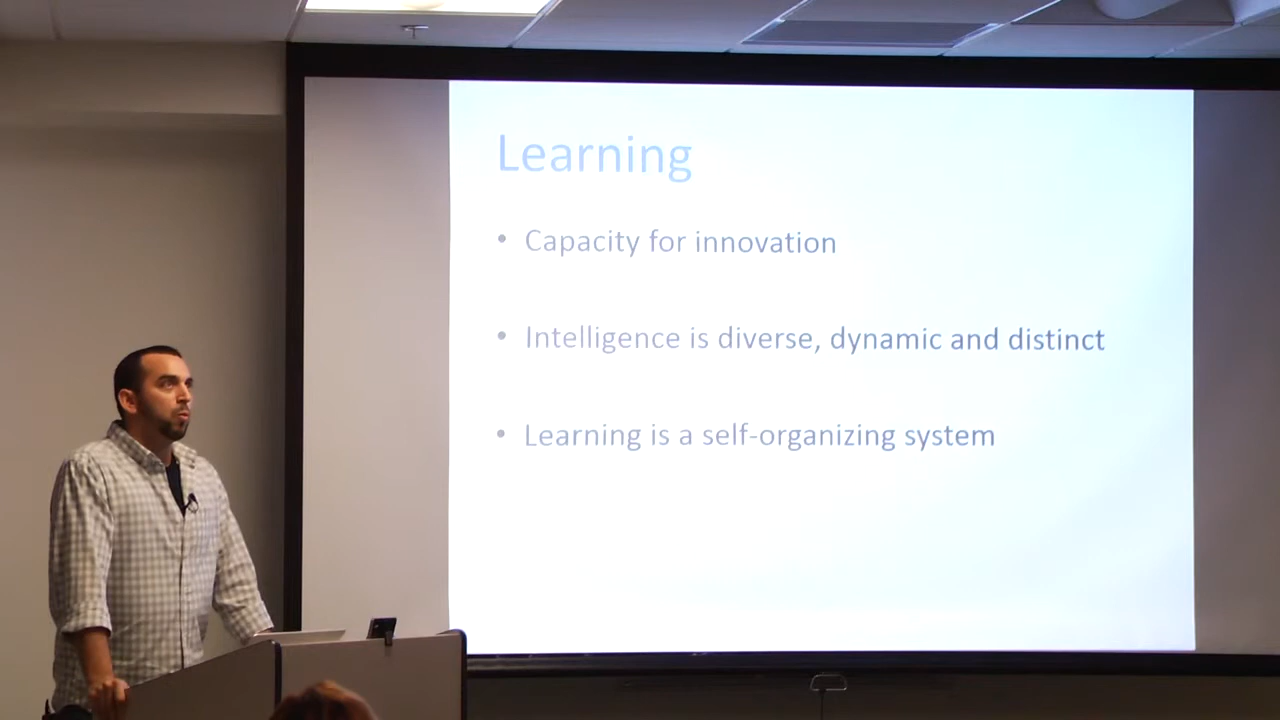 Learning
• Capacity for innovation
• Intelligence is diverse, dynamic and distinct
• Learning is a self-organizing system